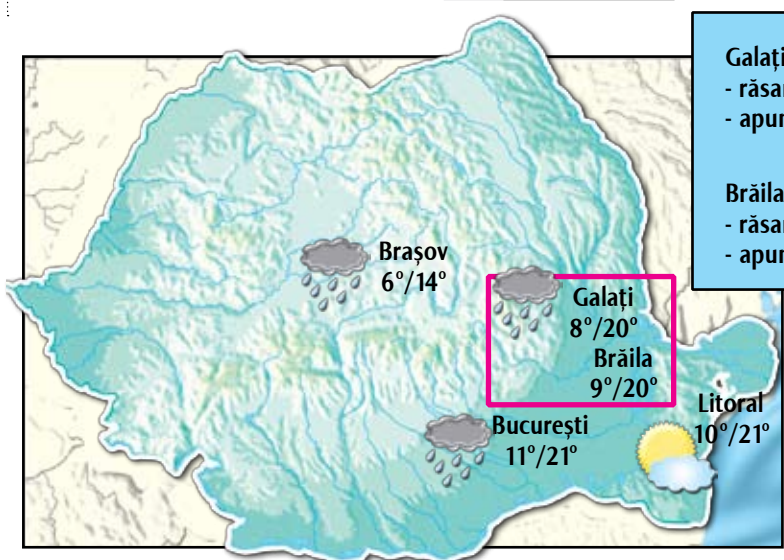 Galați
- răsar
- apun
Brăila
- răsar
- apun
Brașov
6°/14°
Galați
8°/20°
Brăila
9°/20°
Litoral
10°/21°
București
11°/21°